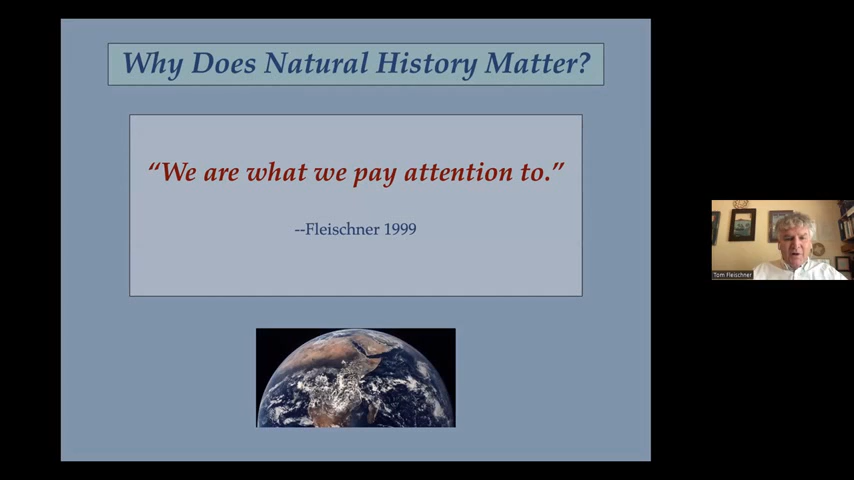 Why Does Natural History Matter?
“We are what we pay attention to.”
--Fleischner 1999
Tom Fleischner